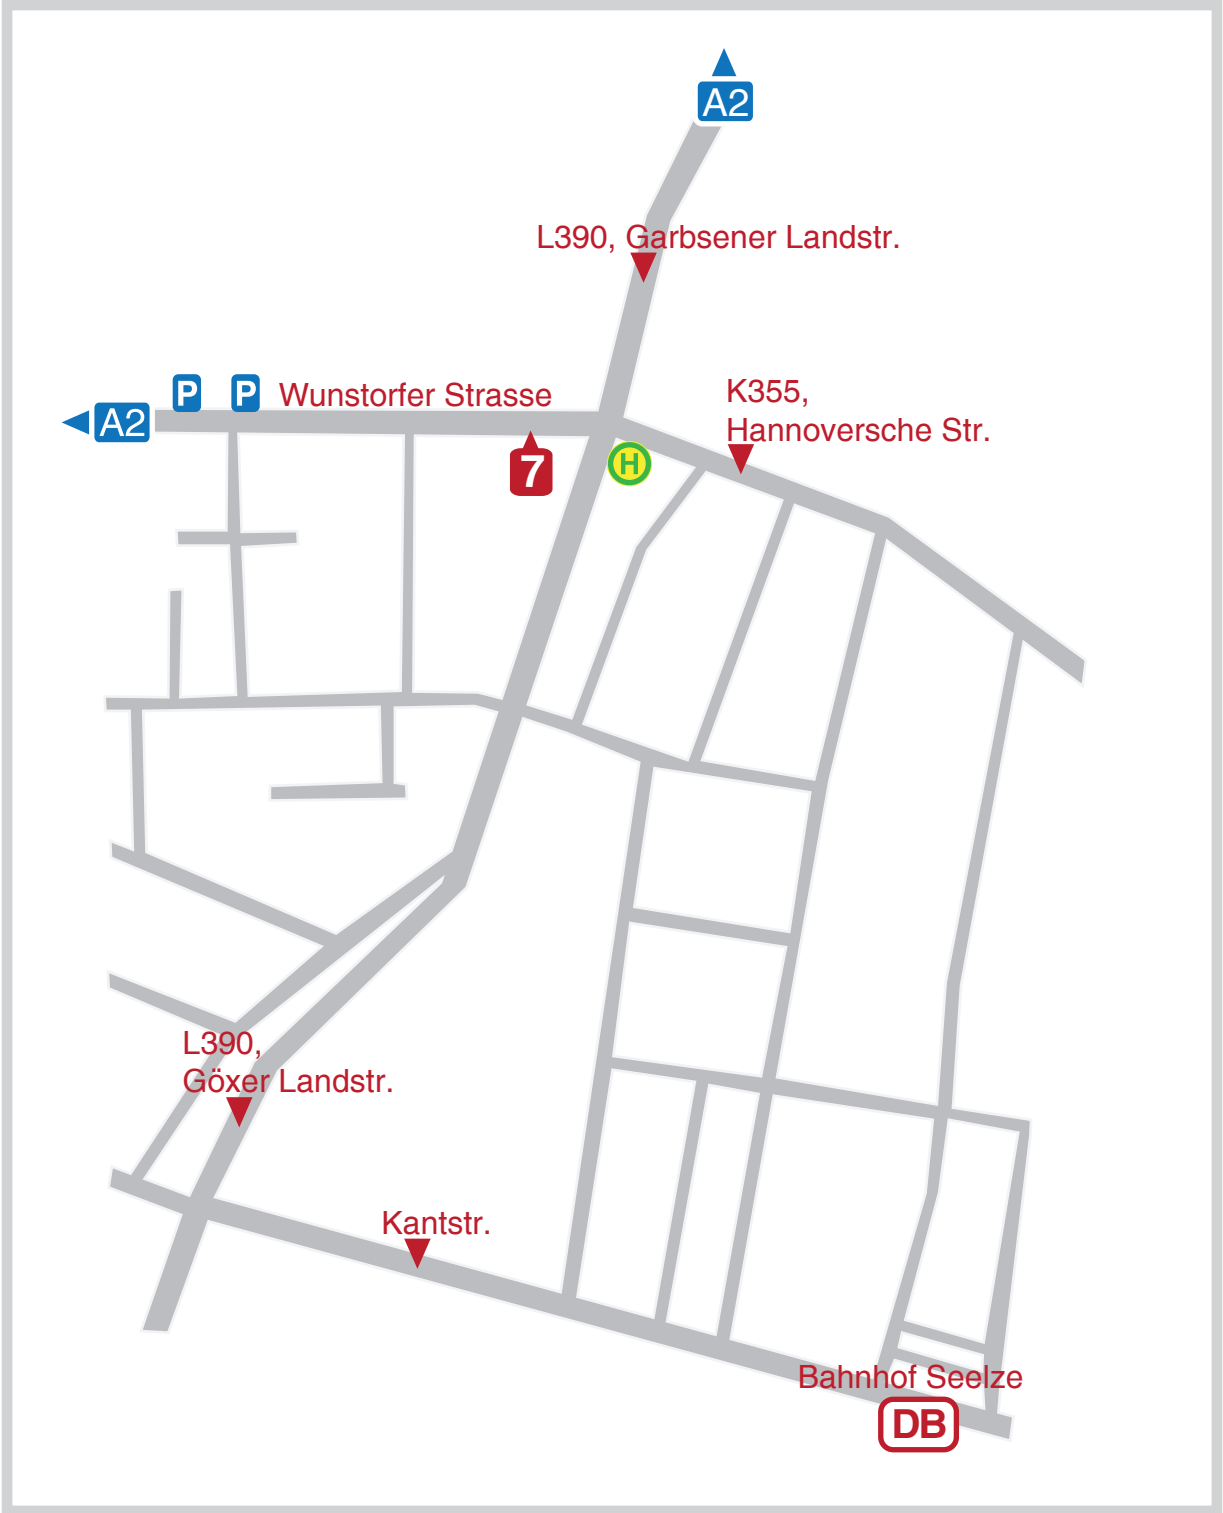 A2
L390, Garbsener Landstr.
P P Wunstorfer Strasse
K355,
Hannoversche Str.
A2
7
H
L390,
Göxer Landstr.
Kantstr.
Bahnhof Seelze
DB